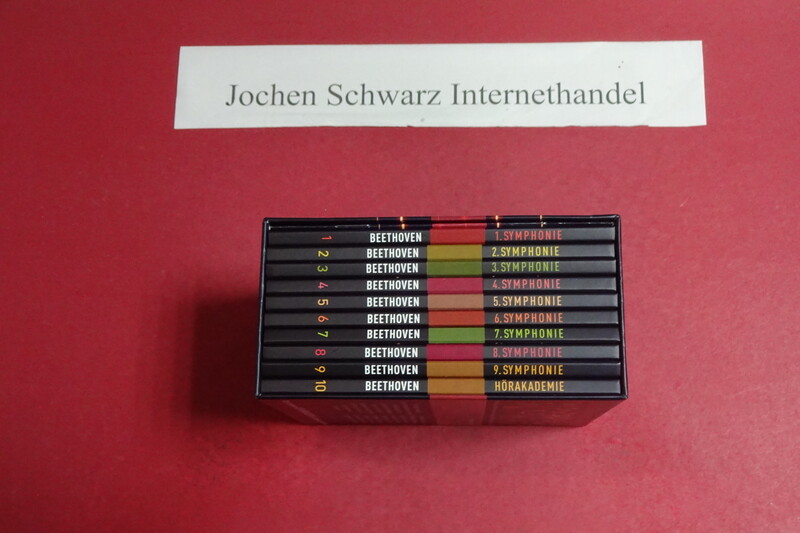 Jochen Schwarz Internethandel
1 BEETHOVEN 1.SYMPHONIE
2 BEETHOVEN 2.SYMPHONIE
3 BEETHOVEN 3.SYMPHONIE
4 BEETHOVEN 4.SYMPHONIE
5 BEETHOVEN 5.SYMPHONIE
6 BEETHOVEN 6.SYMPHONIE
7 BEETHOVEN 7.SYMPHONIE
8 BEETHOVEN 8.SYMPHONIE
9 BEETHOVEN 9.SYMPHONIE
10 BEETHOVEN HÖRAKADEMIE